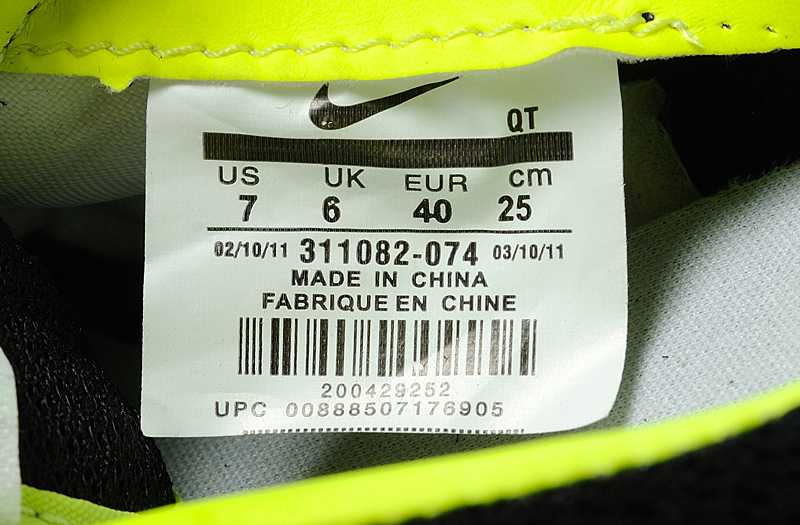 QT
US UK EUR cm
7 6 40 25
02/10/11 311082-074 03/10/11
MADE IN CHINA
FABRIQUE EN CHINE
200429252
UPC 00888507176905